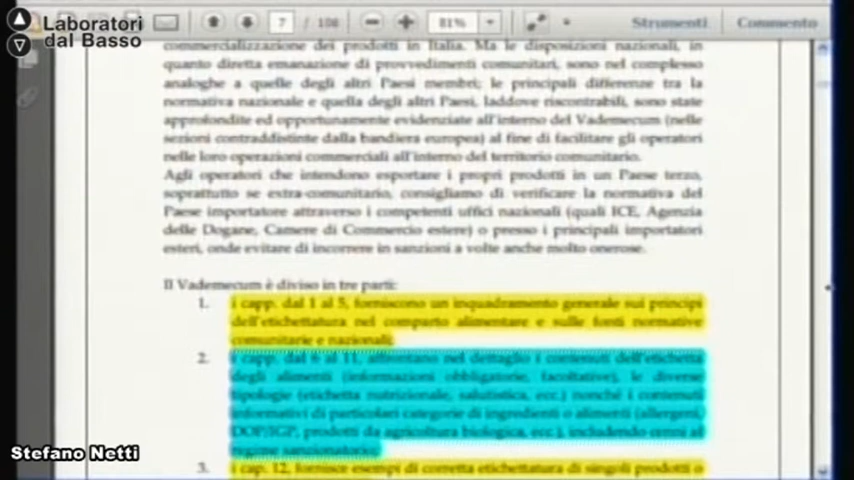 Laboratori
dal Basso
7 / 108
81%
Strumenti
Commento
commercializzazione dei prodotti in Italia. Ma le disposizioni nazionali, in
quanto diretta emanazione di provvedimenti comunitari, sono nel complesso
analoghe a quelle degli altri Paesi membri; le principali differenze tra la
normativa nazionale e quella degli altri Paesi, laddove riscontrabili, sono state
approfondite ed opportunamente evidenziate all'interno del Vademecum (nelle
sezioni contraddistinte dalla bandiera europea) al fine di facilitare gli operatori
nelle loro operazioni commerciali all'interno del territorio comunitario.
Agli operatori che intendono esportare i propri prodotti in un Paese terzo,
soprattutto se extra-comunitario, consigliamo di verificare la normativa del
Paese importatore attraverso i competenti uffici nazionali (quali ICE, Agenzia
delle Dogane, Camere di Commercio estere) o presso i principali importatori
esteri, onde evitare di incorrere in sanzioni a volte anche molto onerose.
Il Vademecum è diviso in tre parti:
1. i capp. dal 1 al 5, forniscono un inquadramento generale sui principi
dell'etichettatura nel comparto alimentare e sulle fonti normative
comunitarie e nazionali;
2. i capp. dal 6 al 11, affrontano nel dettaglio i contenuti dell'etichetta
degli alimenti (informazioni obbligatorie, facoltative), le diverse
tipologie (etichetta nutrizionale, salutistica, ecc.) nonché i contenuti
informativi di particolari categorie di ingredienti o alimenti (allergeni,
DOP/IGP, prodotti da agricoltura biologica, ecc.), includendo cenni al
regime sanzionatorio;
3. i cap. 12, fornisce esempi di corretta etichettatura di singoli prodotti o
Stefano Netti